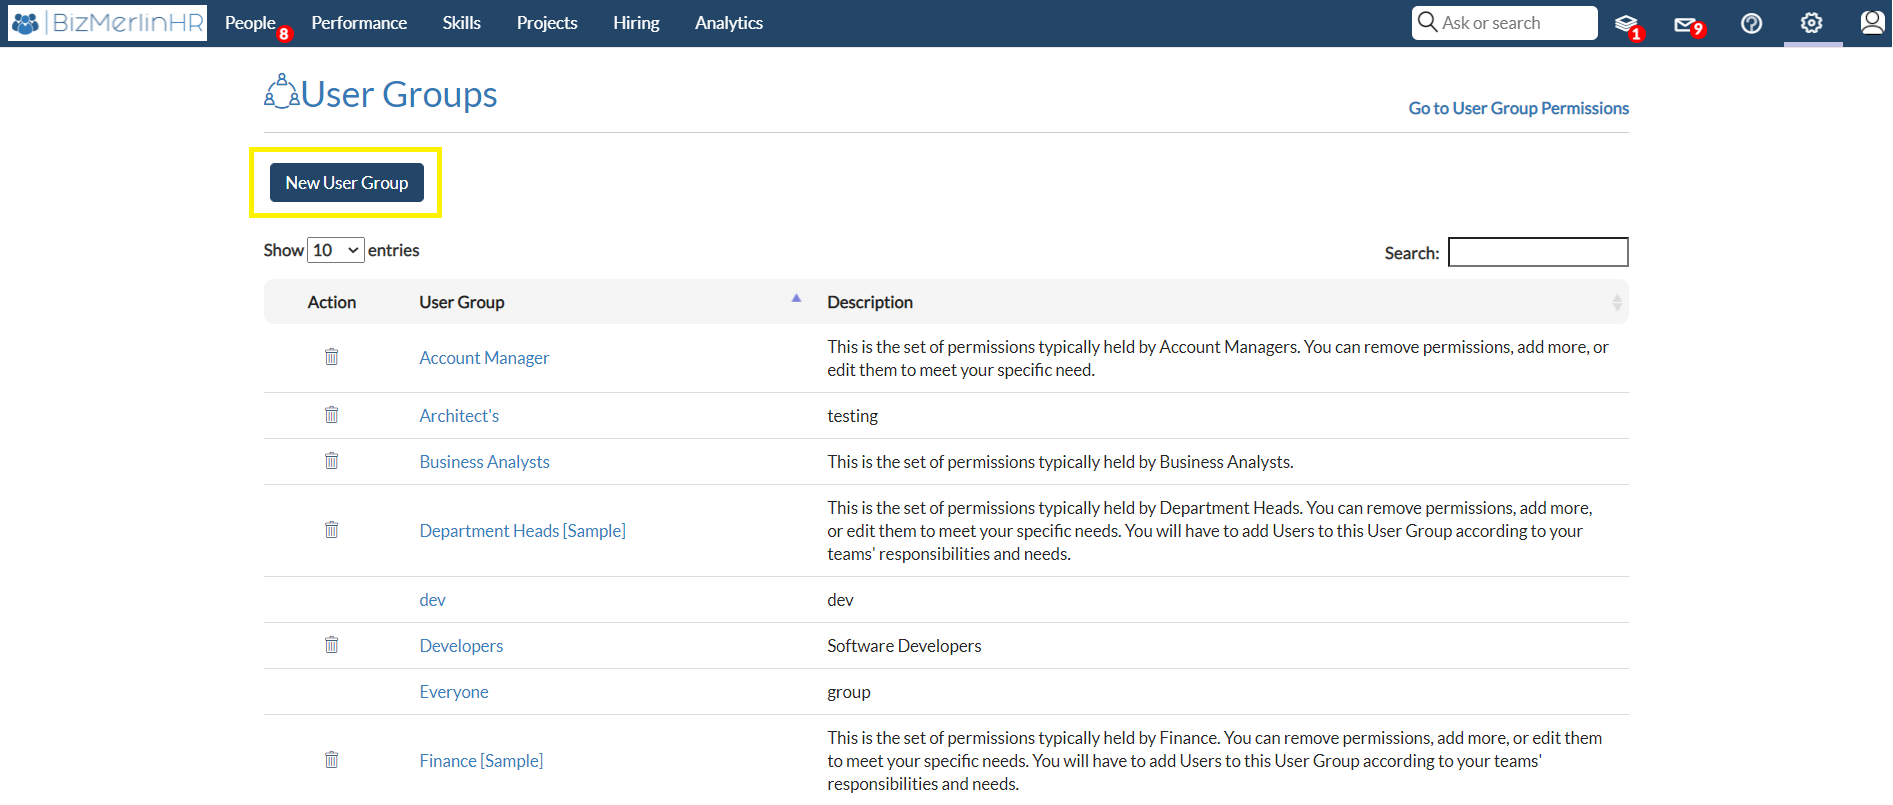 BizMerlinHR People 8 Performance Skills Projects Hiring Analytics Ask or search 1 9
User Groups
Go to User Group Permissions
New User Group
Show 10 entries Search:
Action User Group Description
Account Manager
This is the set of permissions typically held by Account Managers. You can remove permissions, add more, or
edit them to meet your specific need.
Architect's testing
Business Analysts This is the set of permissions typically held by Business Analysts.
Department Heads [Sample]
This is the set of permissions typically held by Department Heads. You can remove permissions, add more,
or edit them to meet your specific needs. You will have to add Users to this User Group according to your
teams' responsibilities and needs.
dev dev
Developers Software Developers
Everyone group
Finance [Sample]
This is the set of permissions typically held by Finance. You can remove permissions, add more, or edit them
to meet your specific needs. You will have to add Users to this User Group according to your teams'
responsibilities and needs.